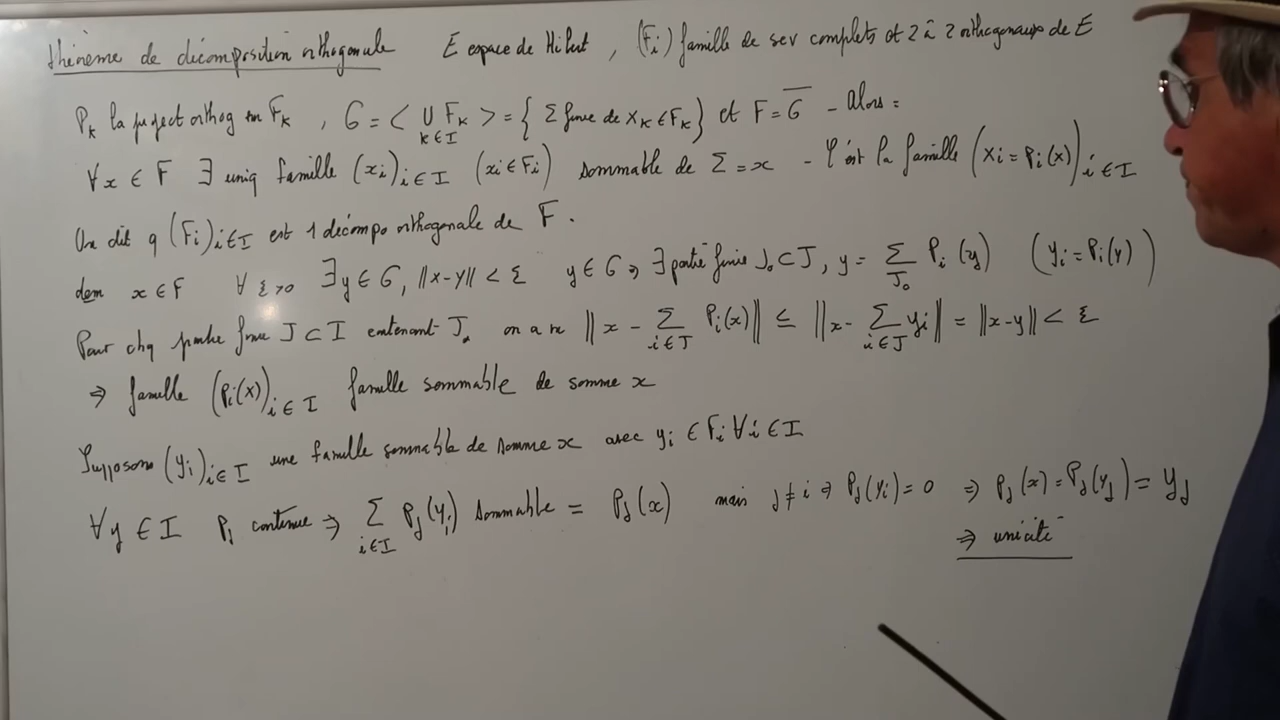 théorème de décomposition orthogonale E espace de Hilbert, (Fi) famille de sev complets et 2 à 2 orthogonaux de E
Pk la project orthog sur Fk, G = < ∪ Fk >_{k∈I} = { Σ finie de xk ∈ Fk } et F = \overline{G} - Alors :
∀x ∈ F ∃ uniq famille (xi)_{i∈I} (xi ∈ Fi) sommable de Σ = x - C'est la famille (xi = pi(x))_{i∈I}
On dit q (Fi)_{i∈I} est 1 décompo orthogonale de F.
dem x ∈ F ∀ε>0 ∃y ∈ G, ||x-y|| < ε y ∈ G ⇒ ∃ partie finie J₀ ⊂ J, y = Σ_{J₀} Pi(y) (yi = Pi(y))
Pour chq partie finie J ⊂ I contenant J₀ on a ||x - Σ_{i∈J} Pi(x)|| ≤ ||x - Σ_{i∈J} yi|| = ||x-y|| < ε
⇒ famille (Pi(x))_{i∈I} famille sommable de somme x
Supposons (yi)_{i∈I} une famille sommable de somme x avec yi ∈ Fi ∀i ∈ I
∀y ∈ I Pj continue ⇒ Σ_{i∈I} Pj(yi) sommable = Pj(x) mais j ≠ i ⇒ Pj(yi) = 0 ⇒ Pj(x) = Pj(yj) = yj
⇒ unicité